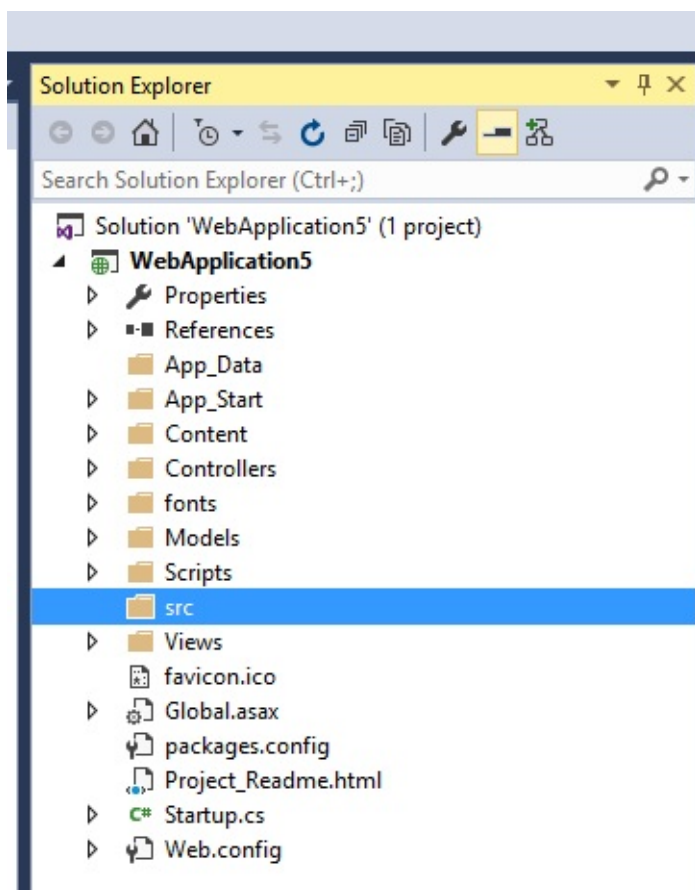 Solution Explorer
Search Solution Explorer (Ctrl+;)
Solution 'WebApplication5' (1 project)
WebApplication5
Properties
References
App_Data
App_Start
Content
Controllers
fonts
Models
Scripts
src
Views
favicon.ico
Global.asax
packages.config
Project_Readme.html
C# Startup.cs
Web.config